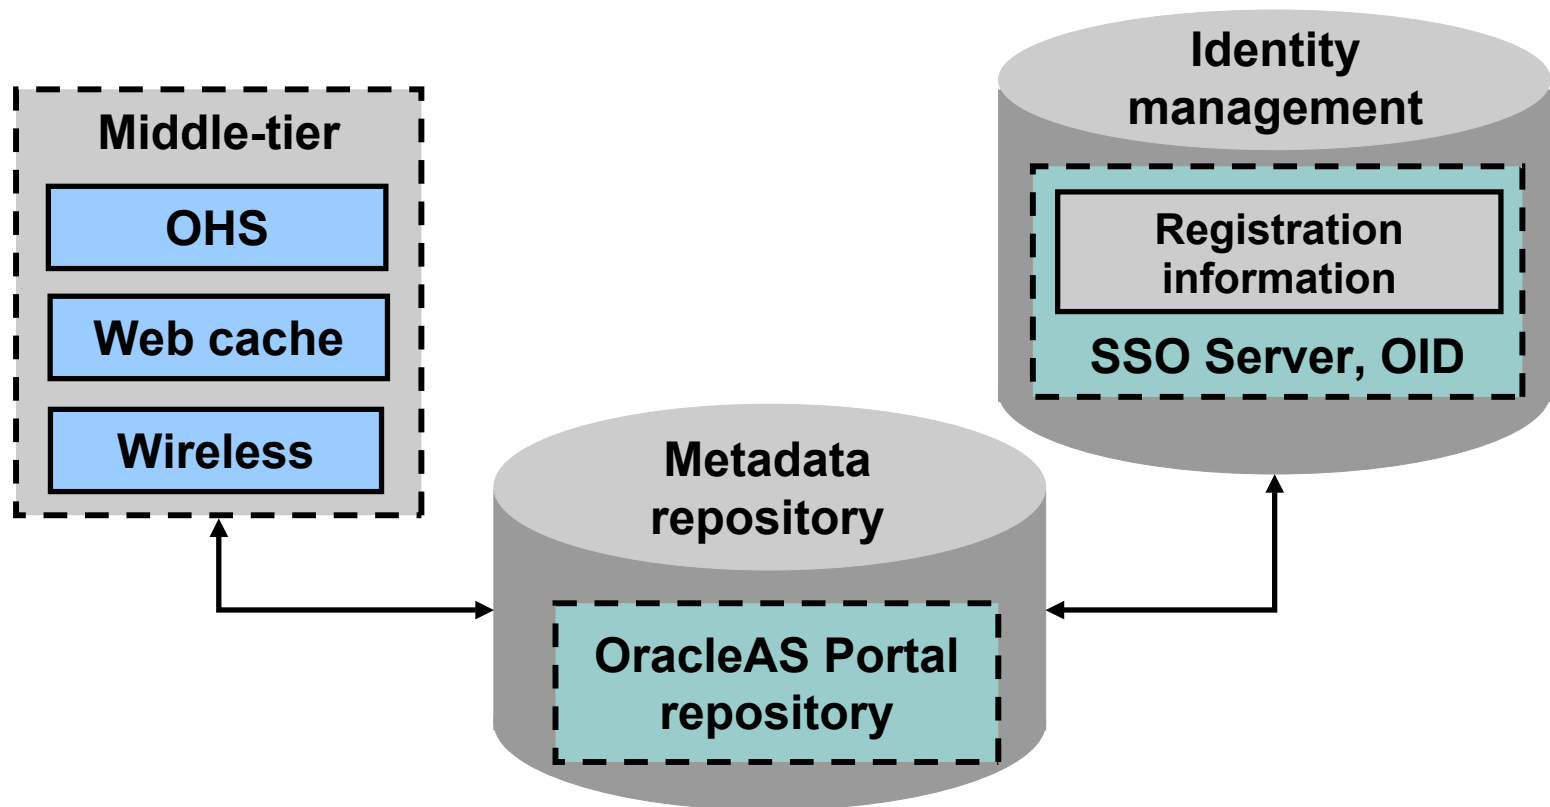 Middle-tier
OHS
Web cache
Wireless
Metadata
repository
OracleAS Portal
repository
Identity
management
Registration
information
SSO Server, OID